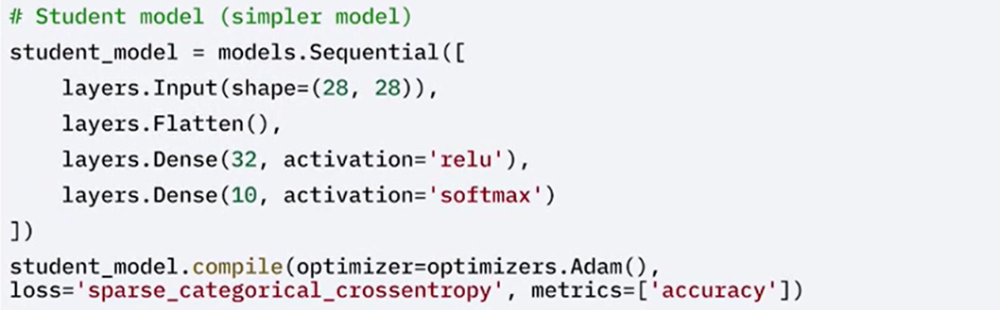 # Student model (simpler model)
student_model = models.Sequential([
    layers.Input(shape=(28, 28)),
    layers.Flatten(),
    layers.Dense(32, activation='relu'),
    layers.Dense(10, activation='softmax')
])
student_model.compile(optimizer=optimizers.Adam(),
loss='sparse_categorical_crossentropy', metrics=['accuracy'])